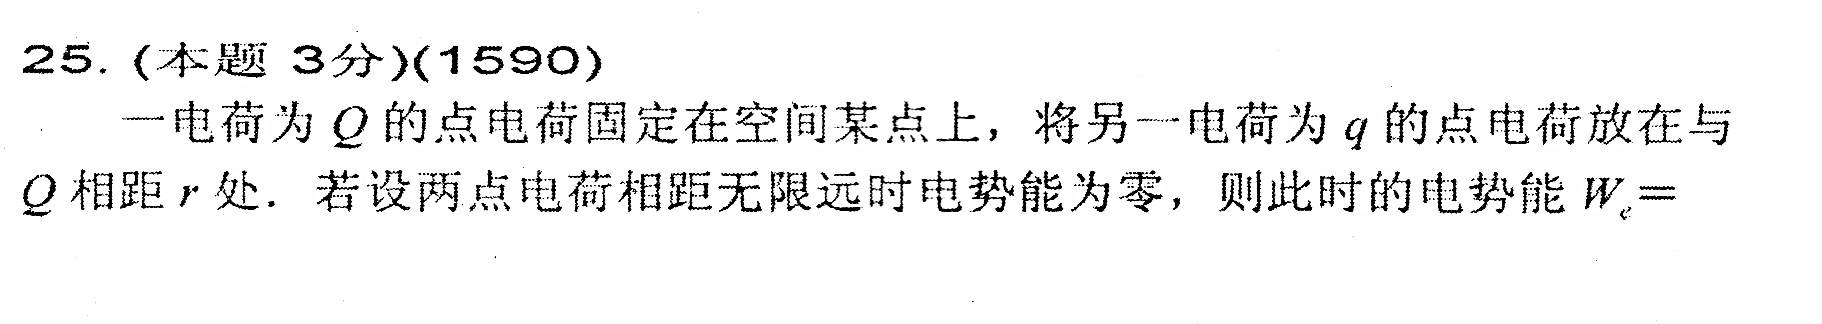 25. (本题 3分)(1590)
一电荷为 Q 的点电荷固定在空间某点上，将另一电荷为 q 的点电荷放在与
Q 相距 r 处．若设两点电荷相距无限远时电势能为零，则此时的电势能 We＝